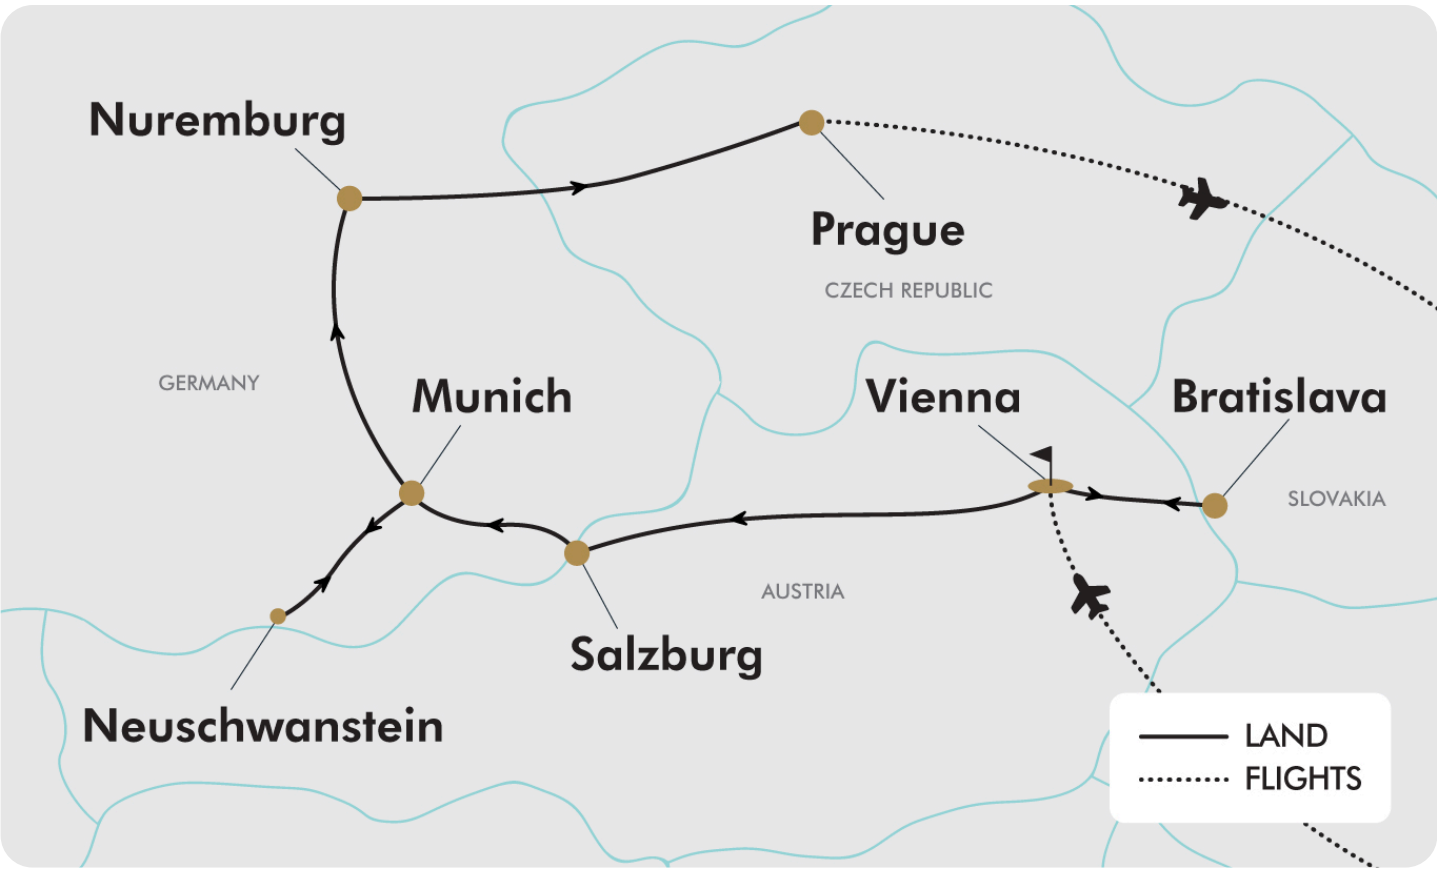 Nuremburg
Prague
CZECH REPUBLIC
GERMANY
Munich
Vienna
Bratislava
SLOVAKIA
AUSTRIA
Salzburg
Neuschwanstein
LAND
FLIGHTS